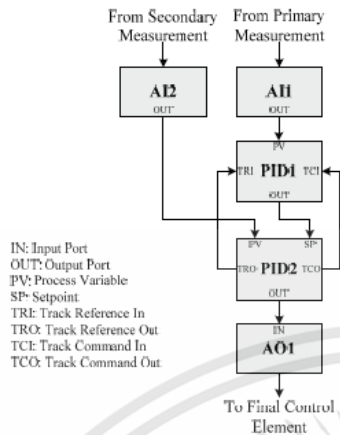 From Secondary
Measurement
From Primary
Measurement
AI2
OUT
AI1
OUT
PV
TRI PID1 TCI
OUT
PV SP
TRO PID2 TCO
OUT
IN
AO1
To Final Control
Element
IN: Input Port
OUT: Output Port
PV: Process Variable
SP: Setpoint
TRI: Track Reference In
TRO: Track Reference Out
TCI: Track Command In
TCO: Track Command Out